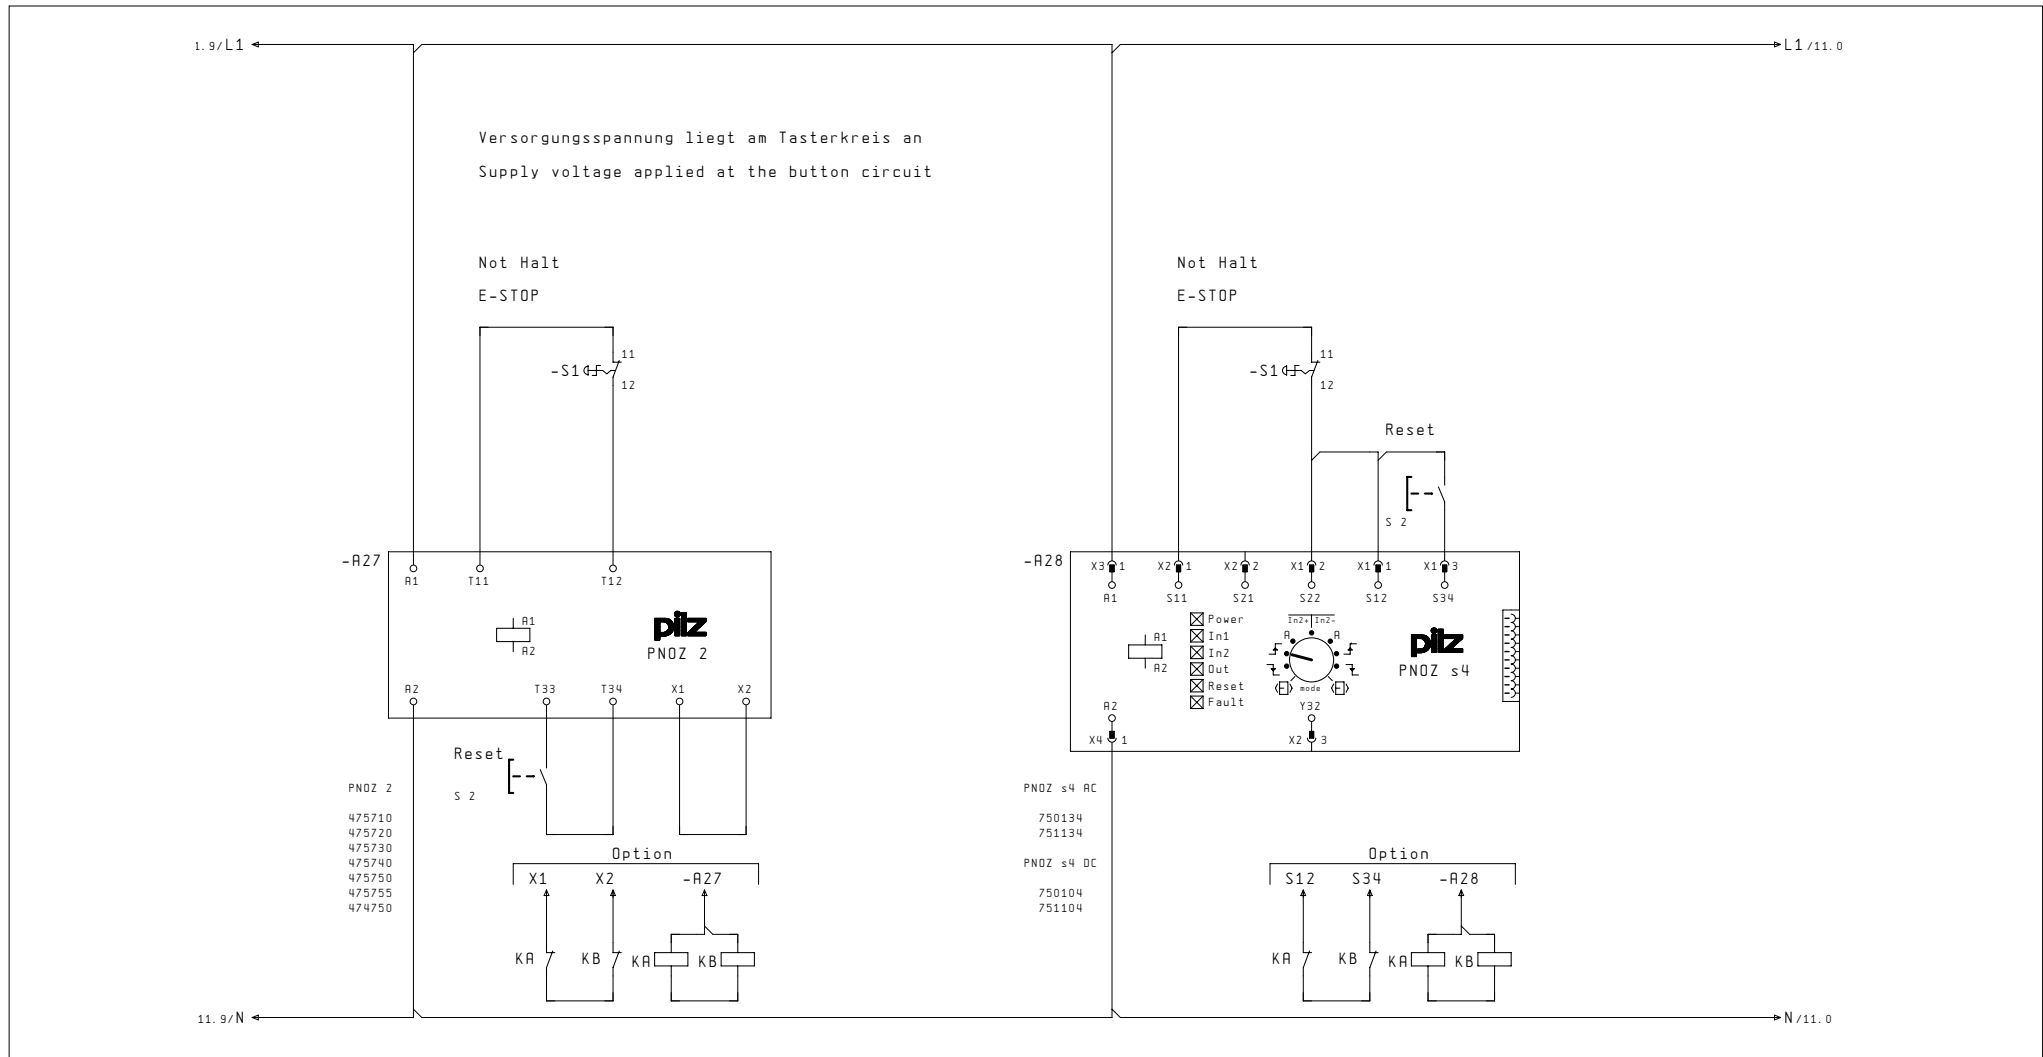 1.9/L1
L1/11.0
Versorgungsspannung liegt am Tasterkreis an
Supply voltage applied at the button circuit
Not Halt
E-STOP
11
-S1
12
-A27
A1 T11 T12
A1
A2
pilz
PNOZ 2
A2 T33 T34 X1 X2
Reset
S 2
PNOZ 2
475710
475720
475730
475740
475750
475755
474750
Option
X1 X2 -A27
KA KB KA KB
11.9/N
Not Halt
E-STOP
11
-S1
12
Reset
S 2
-A28
X3 1 X2 1 X2 2 X1 2 X1 1 X1 3
A1 S11 S21 S22 S12 S34
Power
In1
In2
Out
Reset
Fault
In2+ In2-
A A
mode
A1
A2
pilz
PNOZ s4
A2 Y32
X4 1 X2 3
PNOZ s4 AC
750134
751134
PNOZ s4 DC
750104
751104
Option
S12 S34 -A28
KA KB KA KB
N/11.0